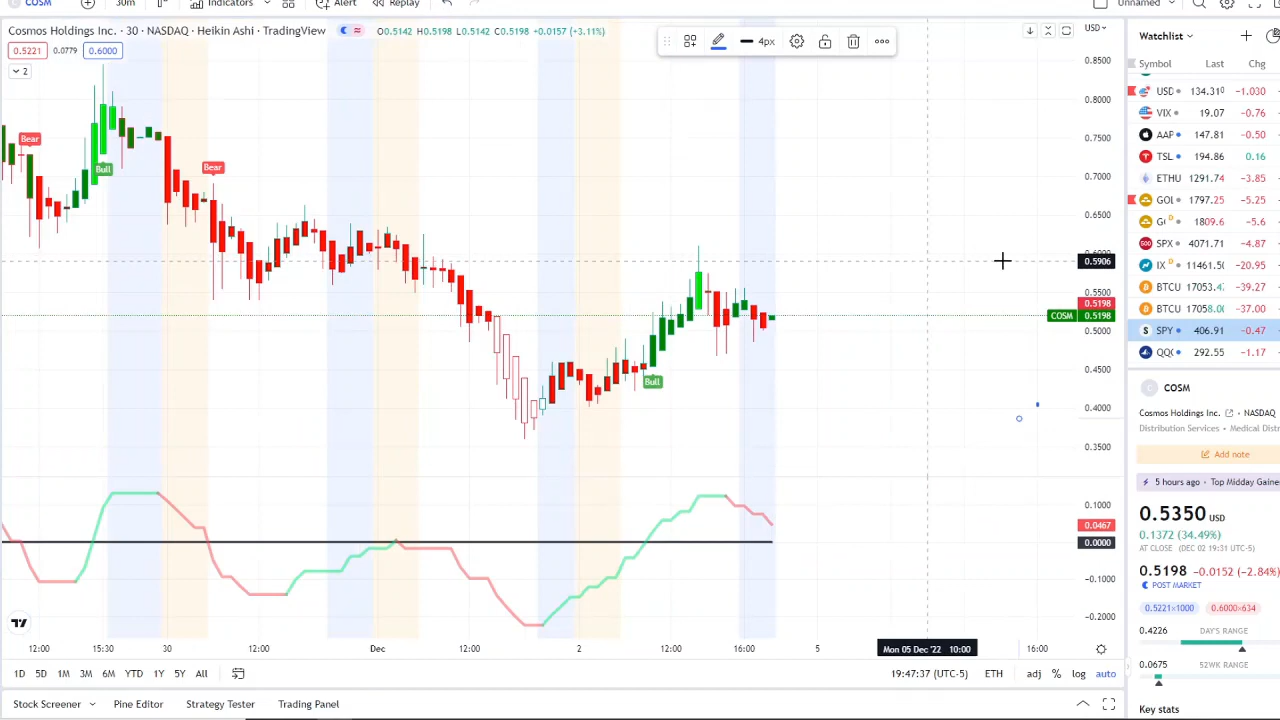 COSM 30m Indicators Alert Replay Unnamed
Cosmos Holdings Inc. · 30 · NASDAQ · Heikin Ashi · TradingView O0.5142 H0.5198 L0.5142 C0.5198 +0.0157 (+3.11%)
0.5221 0.0779 0.6000
2
4px
USD
Bear
Bull
Bear
Bull
0.8500
0.8000
0.7500
0.7000
0.6500
0.5906
0.5500
0.5198
COSM 0.5198
0.5000
0.4500
0.4000
0.3500
0.1000
0.0467
0.0000
−0.1000
−0.2000
12:00 15:30 30 12:00 Dec 12:00 2 12:00 16:00 5 Mon 05 Dec '22 10:00 16:00
1D 5D 1M 3M 6M YTD 1Y 5Y All 19:47:37 (UTC-5) ETH adj % log auto
Stock Screener Pine Editor Strategy Tester Trading Panel
Watchlist
Symbol Last Chg
USD 134.310 −1.030
VIX 19.07 −0.76
AAP 147.81 −0.50
TSL 194.86 0.16
ETHU 1291.74 −3.85
GOL 1797.25 −5.25
G D 1809.6 −5.6
SPX 4071.71 −4.87
IX D 11461.50 −20.95
BTCU 17053.47 −39.27
BTCU 17058.00 −37.00
SPY 406.91 −0.47
QQC 292.55 −1.17
COSM
Cosmos Holdings Inc. · NASDAQ
Distribution Services • Medical Distr
Add note
5 hours ago · Top Midday Gaine
0.5350 USD
0.1372 (34.49%)
AT CLOSE (DEC 02 19:31 UTC-5)
0.5198 −0.0152 (−2.84%)
POST MARKET
0.5221×1000 0.6000×634
0.4226 DAY'S RANGE
0.0675 52WK RANGE
Key stats